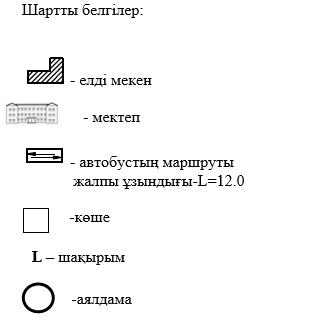 Шартты белгілер:
- елді мекен
- мектеп
- автобустың маршруты
жалпы ұзындығы-L=12.0
-көше
L – шақырым
-аялдама